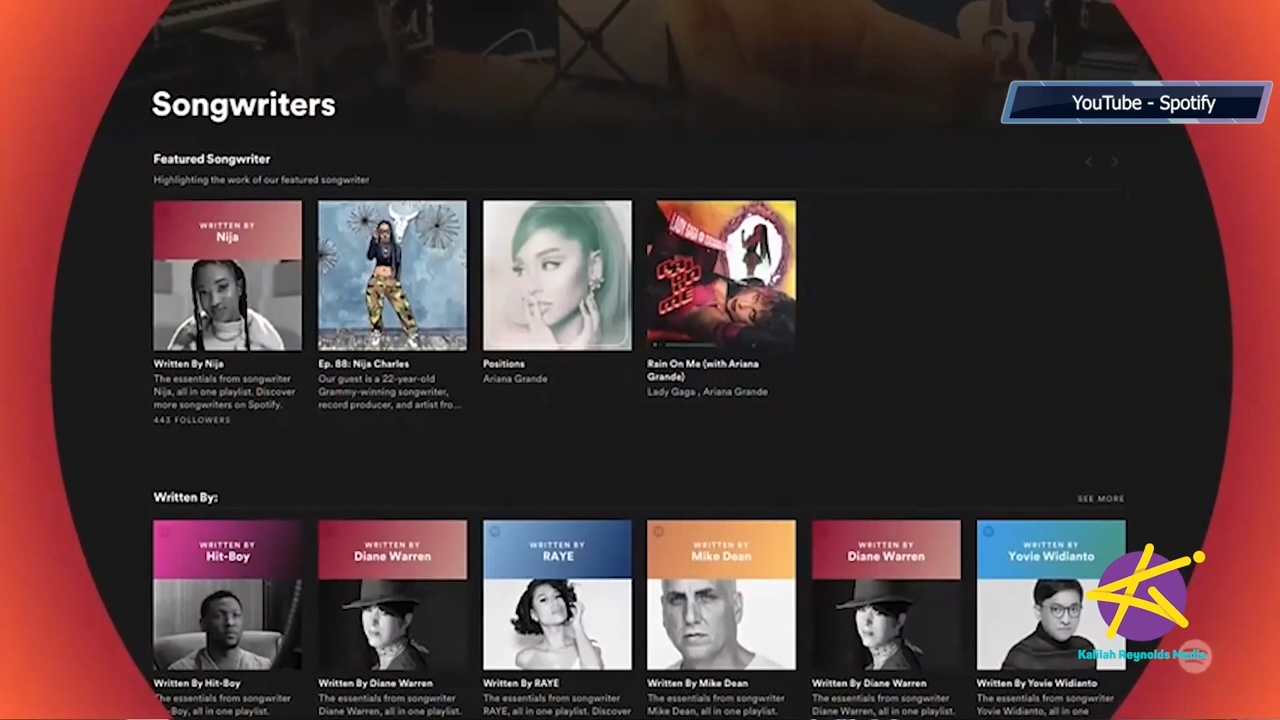 Songwriters
YouTube - Spotify
Featured Songwriter
Highlighting the work of our featured songwriter
WRITTEN BY
Nija
Written By Nija
The essentials from songwriter
Nija, all in one playlist. Discover
more songwriters on Spotify.
443 FOLLOWERS
Ep. 88: Nija Charles
Our guest is a 22-year-old
Grammy-winning songwriter,
record producer, and artist fro...
Positions
Ariana Grande
LADY GAGA
Rain On Me (with Ariana
Grande)
Lady Gaga , Ariana Grande
Written By:
SEE MORE
WRITTEN BY
Hit-Boy
WRITTEN BY
Diane Warren
WRITTEN BY
RAYE
WRITTEN BY
Mike Dean
WRITTEN BY
Diane Warren
WRITTEN BY
Yovie Widianto
Written By Hit-Boy
The essentials from songwriter
Hit-Boy, all in one playlist.
Written By Diane Warren
The essentials from songwriter
Diane Warren, all in one playlist.
Written By RAYE
The essentials from songwriter
RAYE, all in one playlist. Discover
Written By Mike Dean
The essentials from songwriter
Mike Dean, all in one playlist.
Written By Diane Warren
The essentials from songwriter
Diane Warren, all in one playlist.
Written By Yovie Widianto
The essentials from songwriter
Yovie Widianto, all in one
Kalilah Reynolds Media